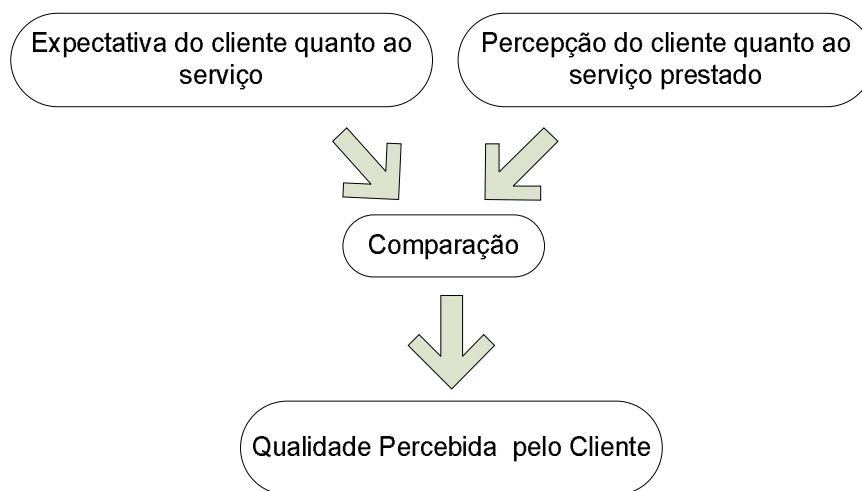 Expectativa do cliente quanto ao
serviço
Percepção do cliente quanto ao
serviço prestado
Comparação
Qualidade Percebida  pelo Cliente